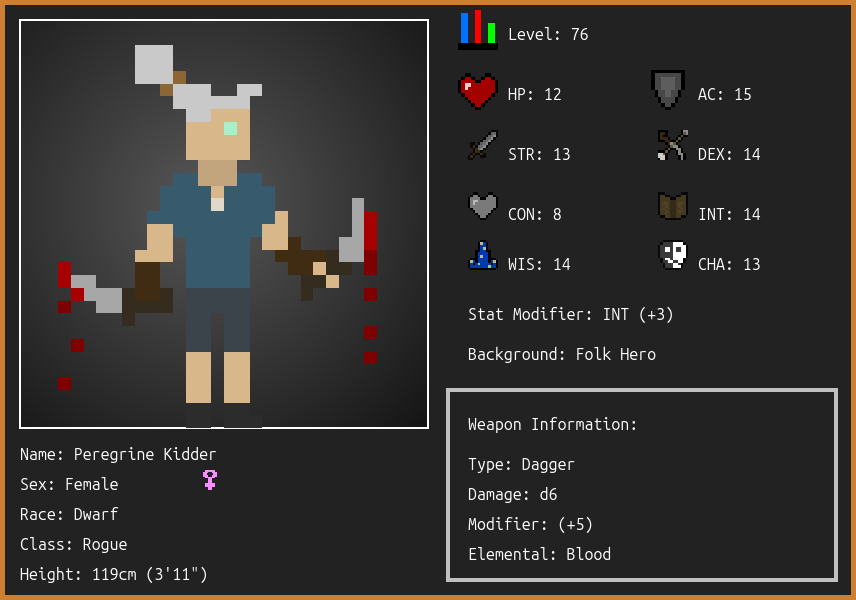 Level: 76
HP: 12
AC: 15
STR: 13
DEX: 14
CON: 8
INT: 14
WIS: 14
CHA: 13
Stat Modifier: INT (+3)
Background: Folk Hero
Weapon Information:
Type: Dagger
Damage: d6
Modifier: (+5)
Elemental: Blood
Name: Peregrine Kidder
Sex: Female
Race: Dwarf
Class: Rogue
Height: 119cm (3'11")